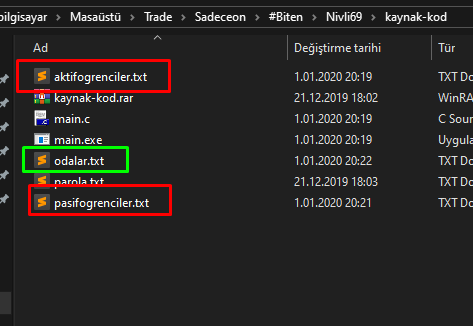 bilgisayar > Masaüstü > Trade > Sadeceon > #Biten > Nivli69 > kaynak-kod
Ad Değiştirme tarihi Tür
aktifogrenciler.txt 1.01.2020 20:19 TXT Do
kaynak-kod.rar 21.12.2019 18:02 WinRA
main.c 1.01.2020 20:19 C Sour
main.exe 1.01.2020 20:19 Uygula
odalar.txt 1.01.2020 20:22 TXT Do
parola.txt 21.12.2019 18:03 TXT Do
pasifogrenciler.txt 1.01.2020 20:21 TXT Do